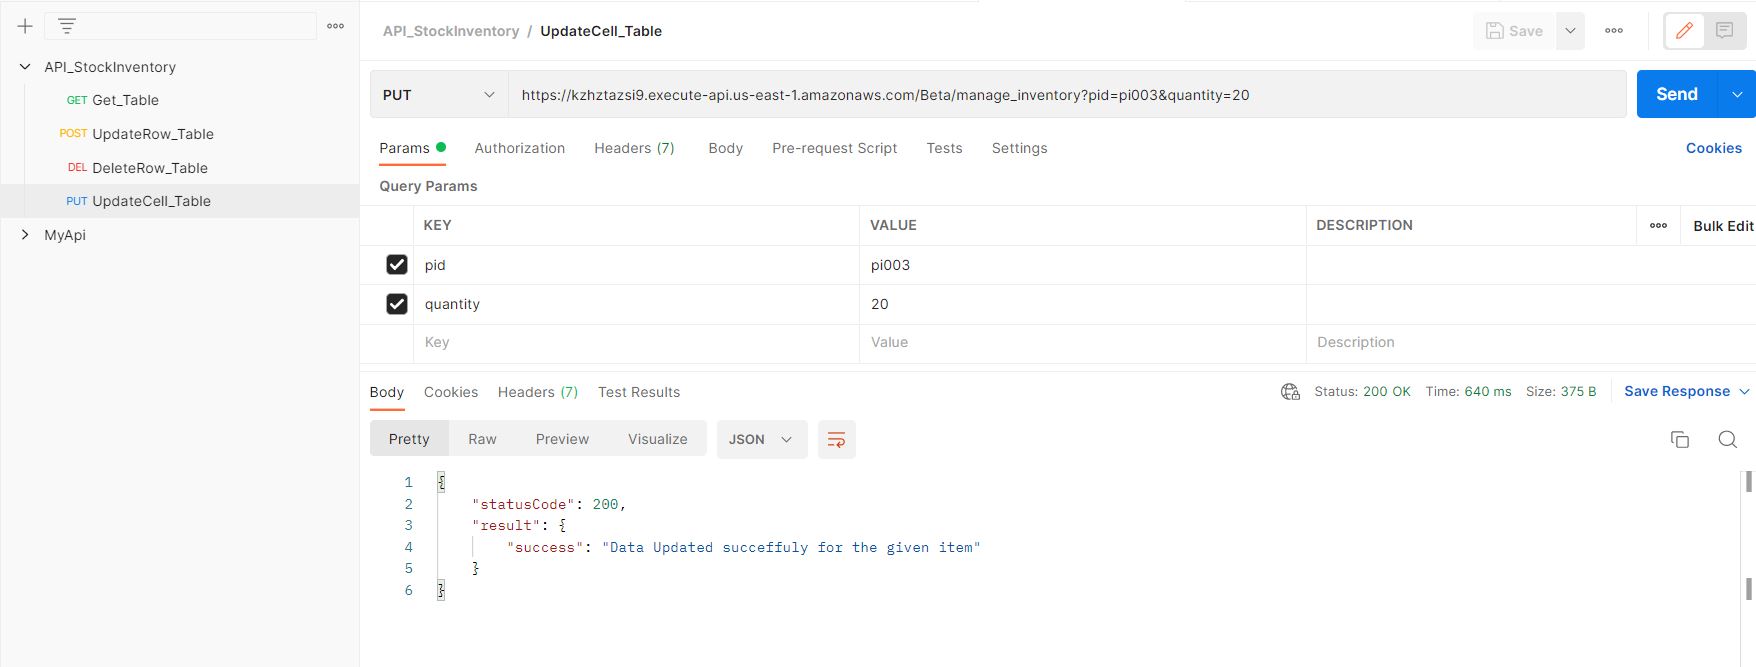 API_StockInventory
GET Get_Table
POST UpdateRow_Table
DEL DeleteRow_Table
PUT UpdateCell_Table
MyApi
API_StockInventory / UpdateCell_Table
Save
PUT https://kzhztazsi9.execute-api.us-east-1.amazonaws.com/Beta/manage_inventory?pid=pi003&quantity=20 Send
Params Authorization Headers (7) Body Pre-request Script Tests Settings Cookies
Query Params
KEY VALUE DESCRIPTION Bulk Edit
pid pi003
quantity 20
Key Value Description
Body Cookies Headers (7) Test Results Status: 200 OK Time: 640 ms Size: 375 B Save Response
Pretty Raw Preview Visualize JSON
1 {
2 "statusCode": 200,
3 "result": {
4 "success": "Data Updated succeffuly for the given item"
5 }
6 }